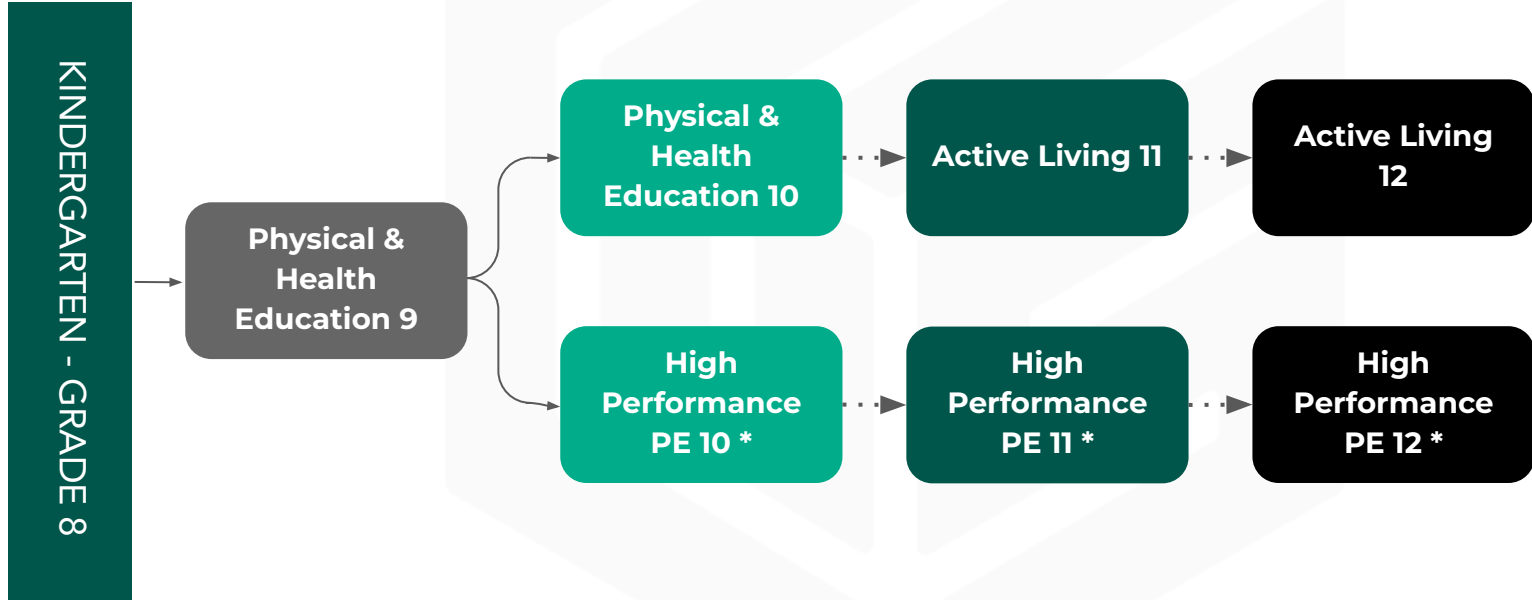 KINDERGARTEN - GRADE 8
Physical &
Health
Education 9
Physical &
Health
Education 10
Active Living 11
Active Living
12
High
Performance
PE 10 *
High
Performance
PE 11 *
High
Performance
PE 12 *